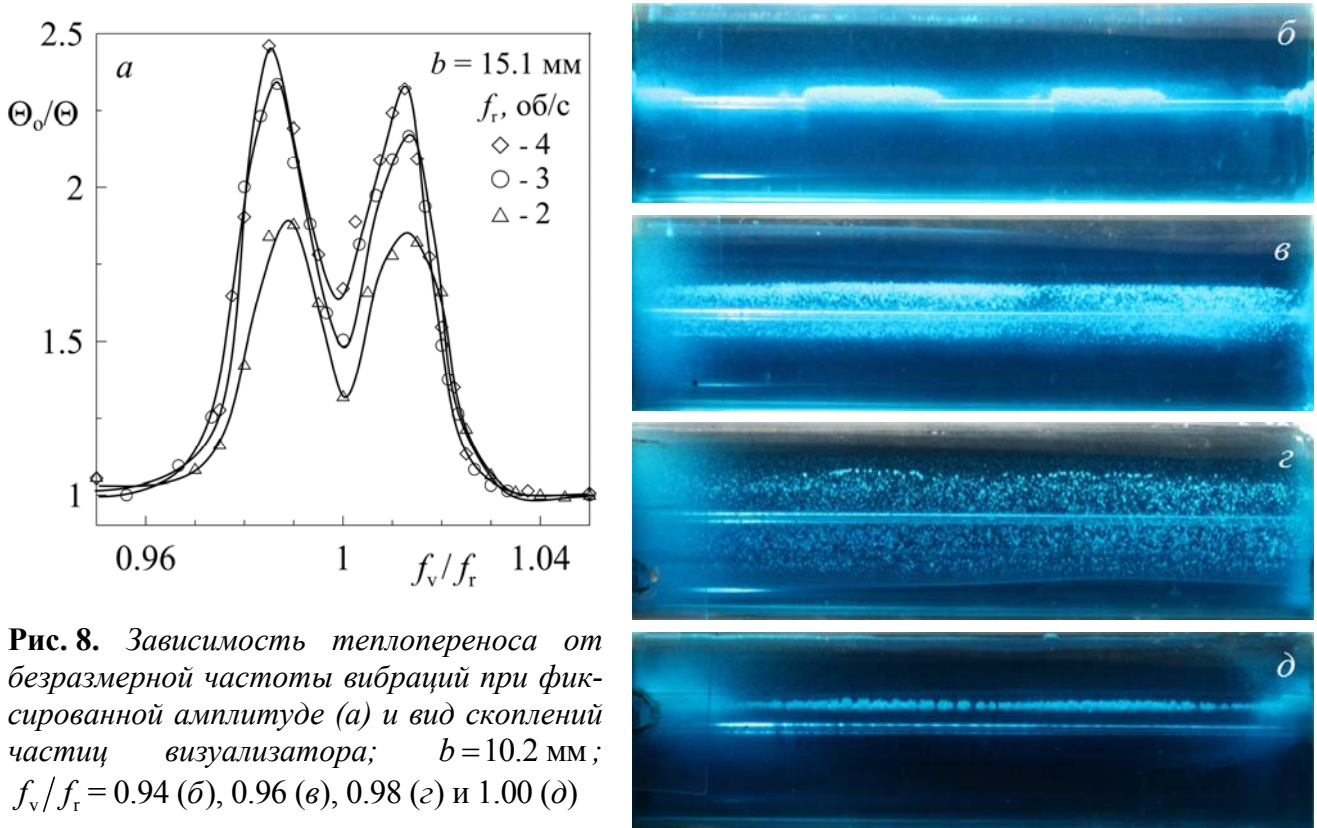 2.5
a
b = 15.1 мм
Θₒ/Θ
fᵣ, об/с
◇ - 4
○ - 3
△ - 2
2
1.5
1
0.96
1
fᵥ/fᵣ
1.04
Рис. 8. Зависимость теплопереноса от
безразмерной частоты вибраций при фик-
сированной амплитуде (а) и вид скоплений
частиц визуализатора; b = 10.2 мм ;
fᵥ/fᵣ = 0.94 (б), 0.96 (в), 0.98 (г) и 1.00 (д)
б
в
г
д